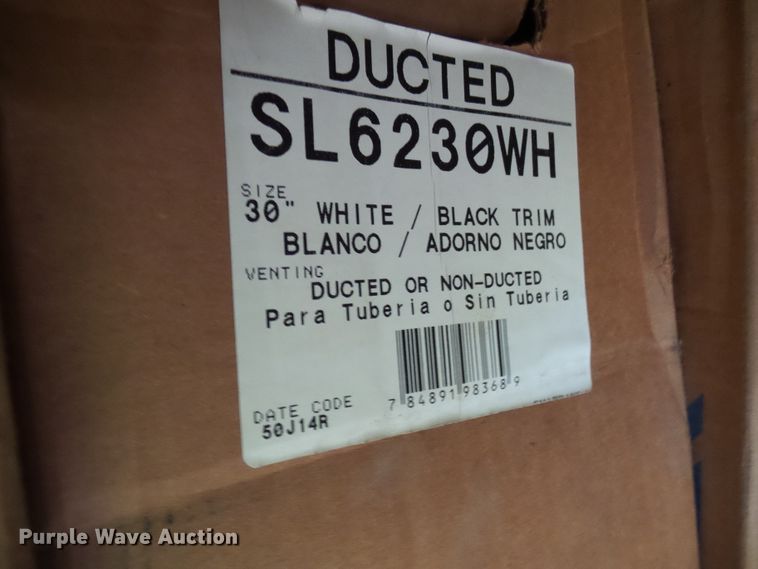 DUCTED
SL6230WH
SIZE
30" WHITE / BLACK TRIM
BLANCO / ADORNO NEGRO
VENTING
DUCTED OR NON-DUCTED
Para Tuberia o Sin Tuberia
7 84891 98368 9
DATE CODE
50J14R
Purple Wave Auction